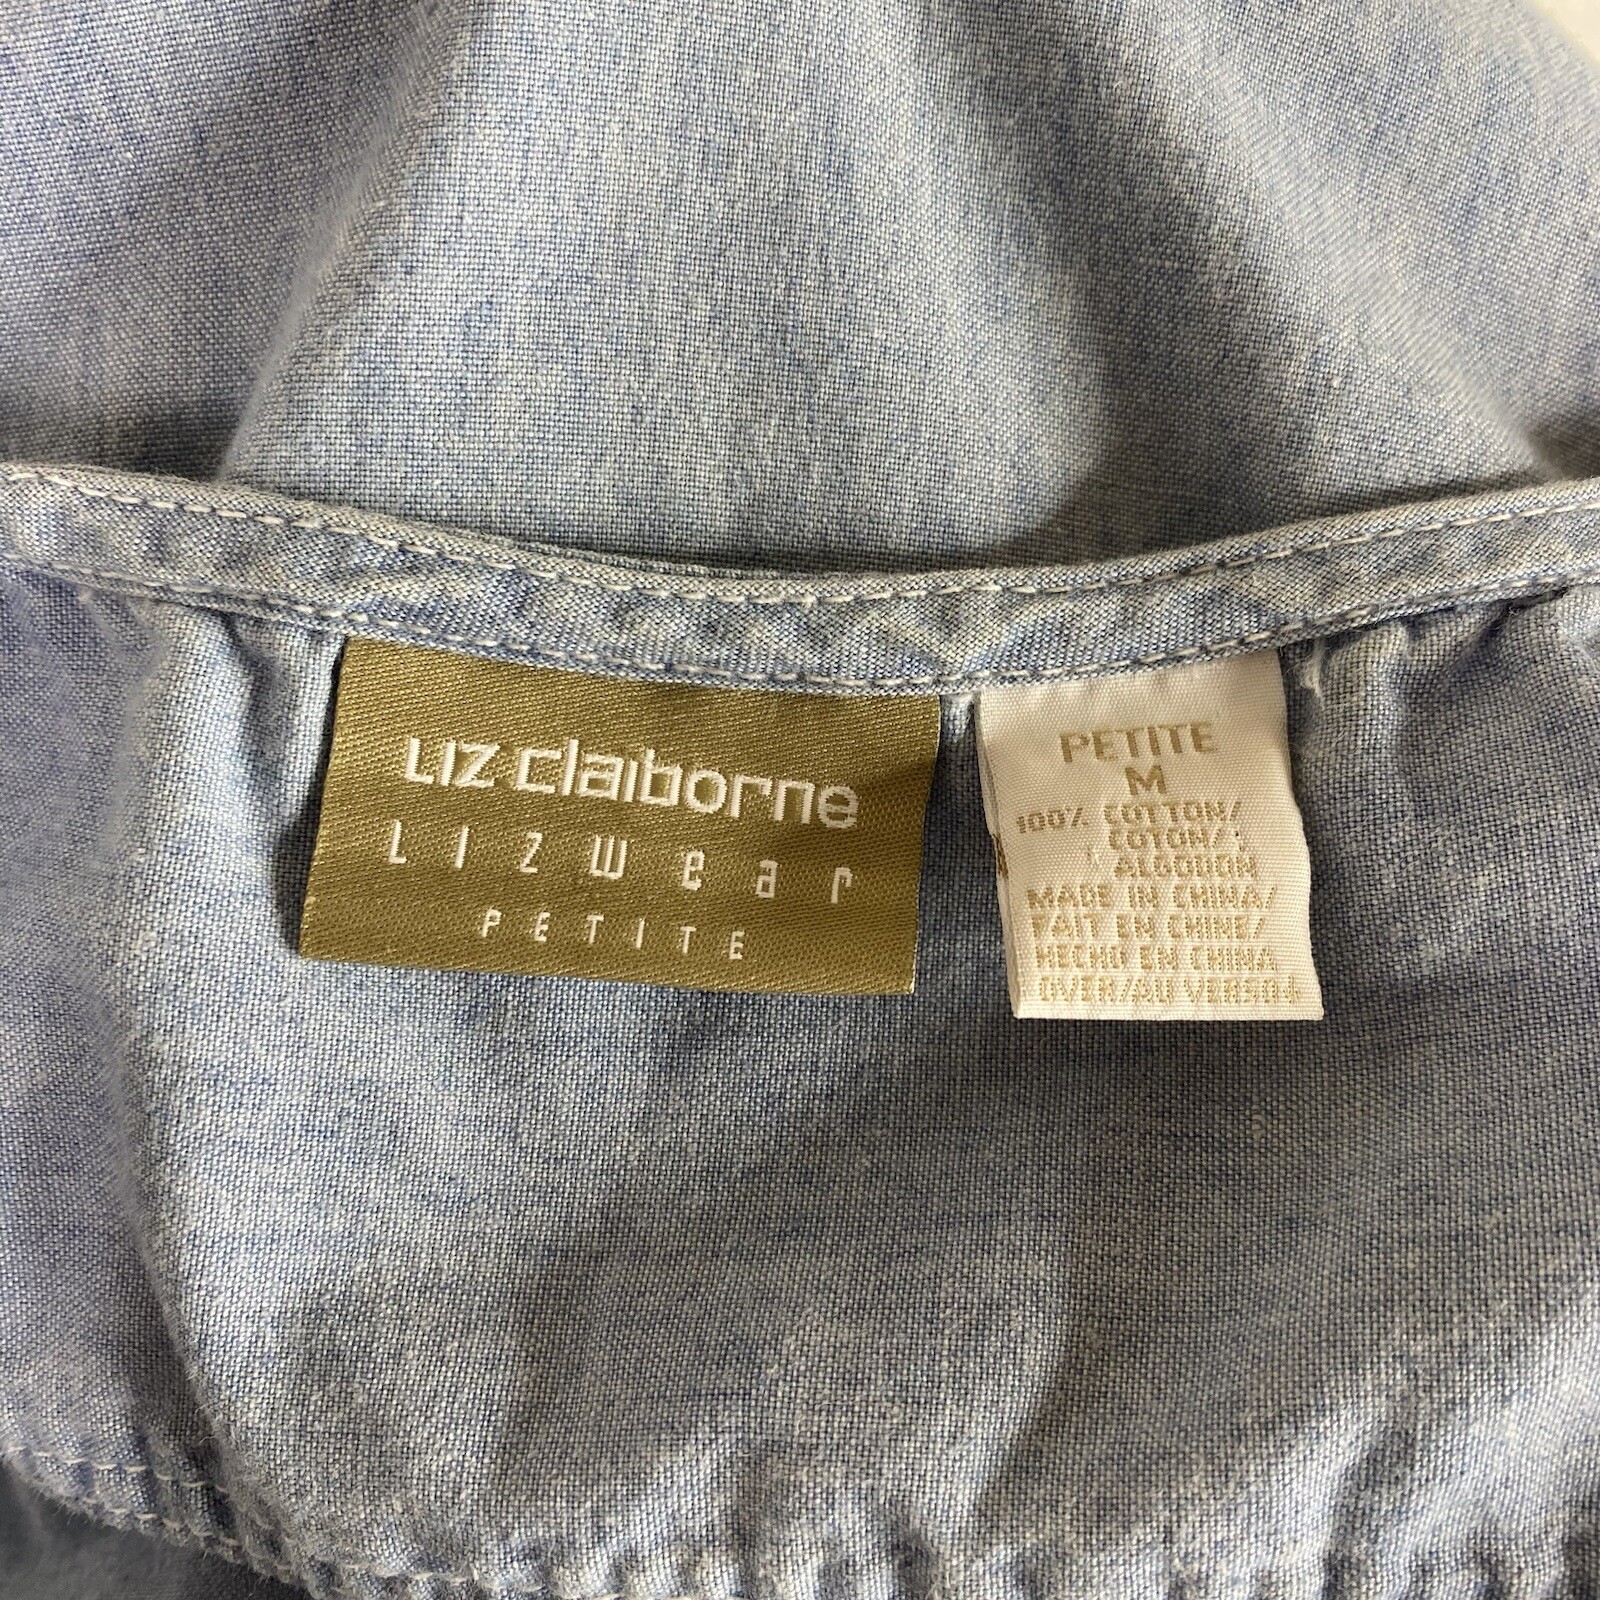 Liz claiborne
Lizwear
PETITE
PETITE
M
100% COTTON/
COTON/
ALGODON
MADE IN CHINA/
FAIT EN CHINE/
HECHO EN CHINA
OVER/AU VERSO↓